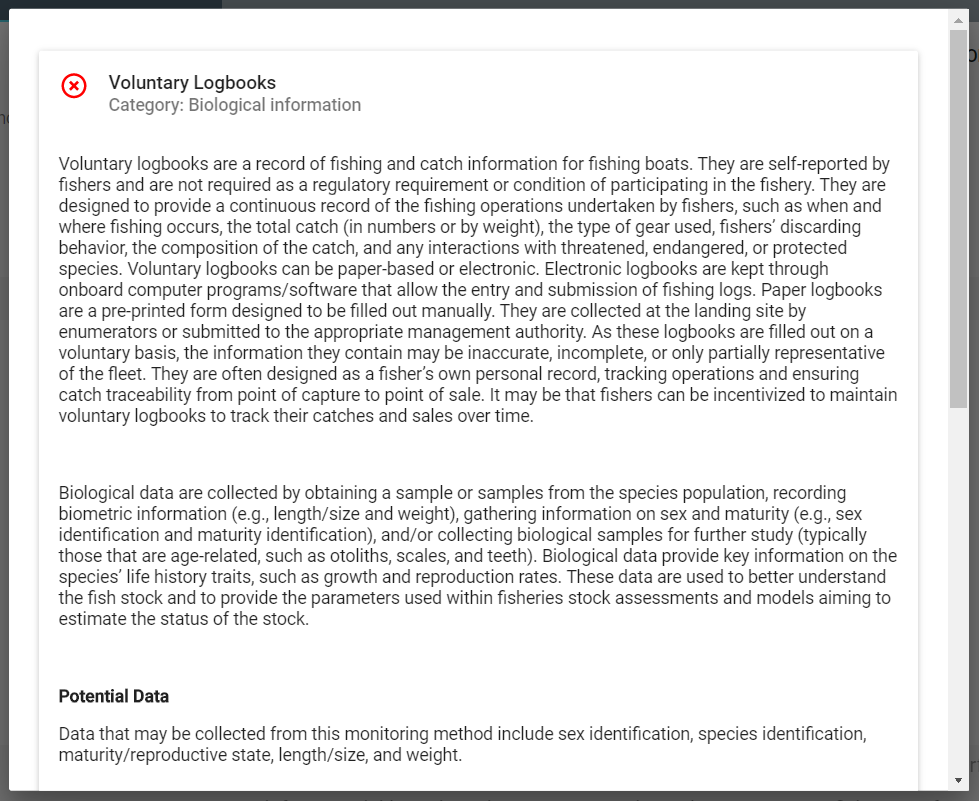 Voluntary Logbooks
Category: Biological information
Voluntary logbooks are a record of fishing and catch information for fishing boats. They are self-reported by
fishers and are not required as a regulatory requirement or condition of participating in the fishery. They are
designed to provide a continuous record of the fishing operations undertaken by fishers, such as when and
where fishing occurs, the total catch (in numbers or by weight), the type of gear used, fishers’ discarding
behavior, the composition of the catch, and any interactions with threatened, endangered, or protected
species. Voluntary logbooks can be paper-based or electronic. Electronic logbooks are kept through
onboard computer programs/software that allow the entry and submission of fishing logs. Paper logbooks
are a pre-printed form designed to be filled out manually. They are collected at the landing site by
enumerators or submitted to the appropriate management authority. As these logbooks are filled out on a
voluntary basis, the information they contain may be inaccurate, incomplete, or only partially representative
of the fleet. They are often designed as a fisher’s own personal record, tracking operations and ensuring
catch traceability from point of capture to point of sale. It may be that fishers can be incentivized to maintain
voluntary logbooks to track their catches and sales over time.
Biological data are collected by obtaining a sample or samples from the species population, recording
biometric information (e.g., length/size and weight), gathering information on sex and maturity (e.g., sex
identification and maturity identification), and/or collecting biological samples for further study (typically
those that are age-related, such as otoliths, scales, and teeth). Biological data provide key information on the
species’ life history traits, such as growth and reproduction rates. These data are used to better understand
the fish stock and to provide the parameters used within fisheries stock assessments and models aiming to
estimate the status of the stock.
Potential Data
Data that may be collected from this monitoring method include sex identification, species identification,
maturity/reproductive state, length/size, and weight.